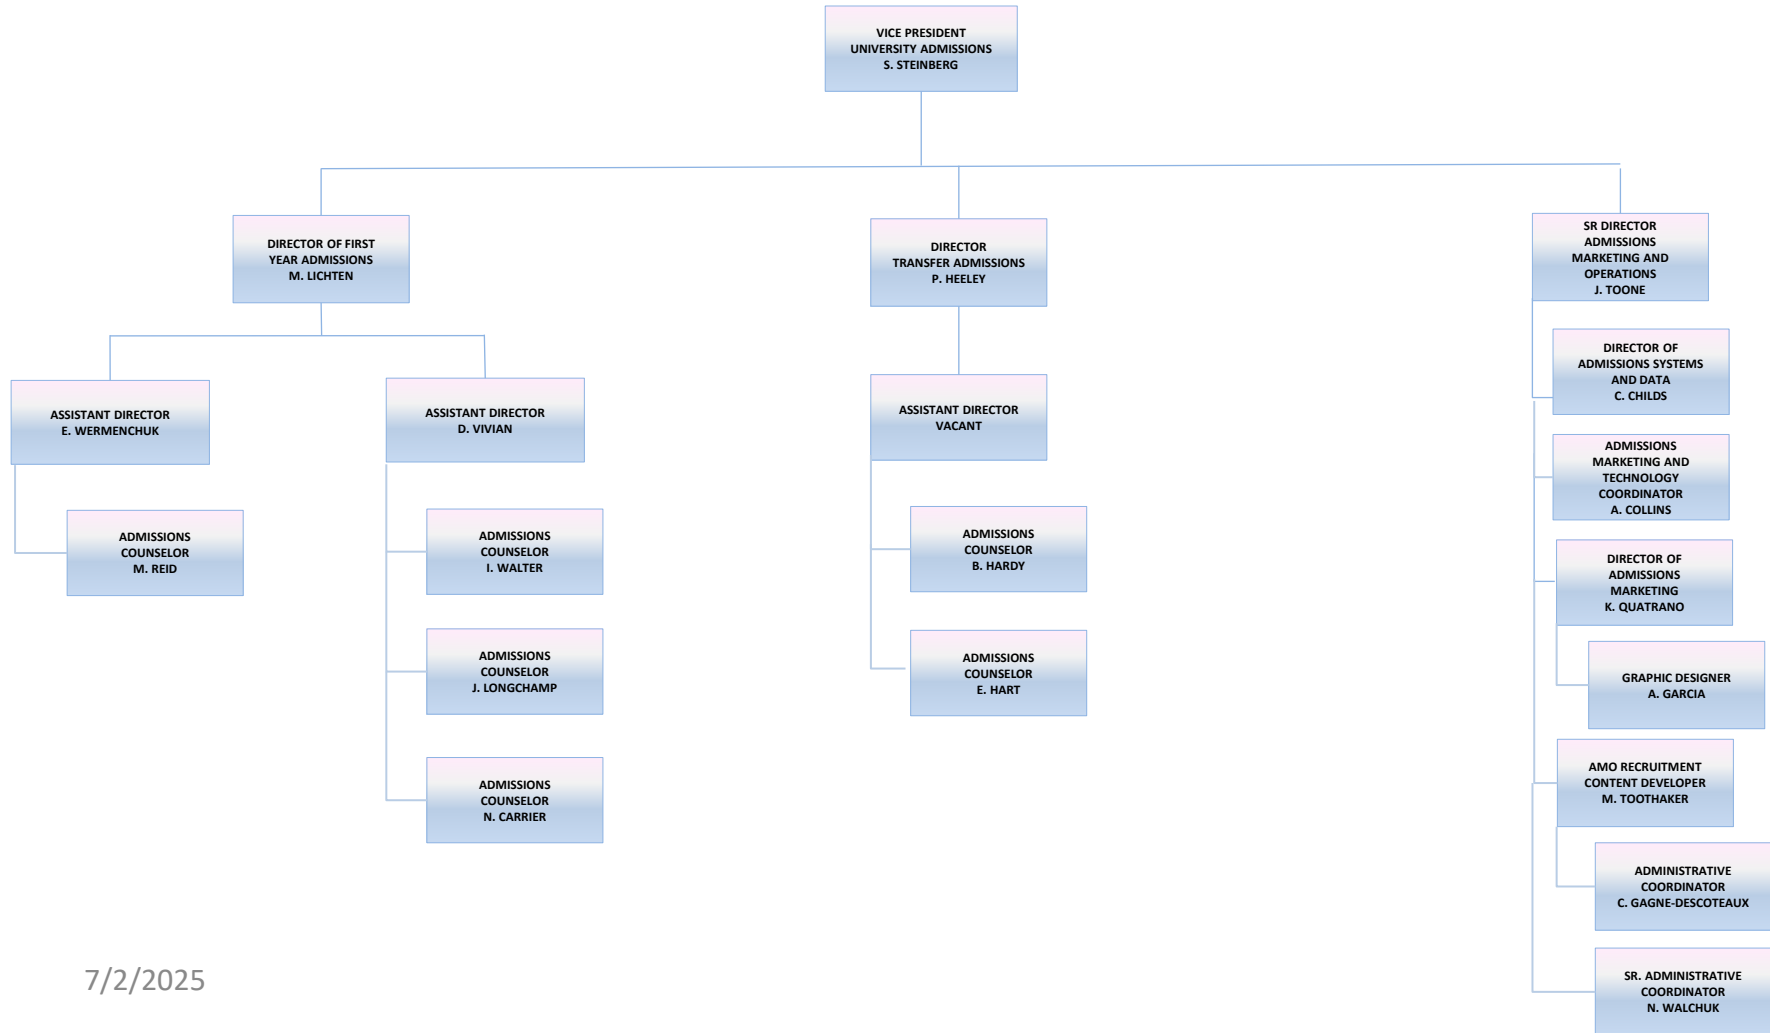 VICE PRESIDENT
UNIVERSITY ADMISSIONS
S. STEINBERG
DIRECTOR OF FIRST
YEAR ADMISSIONS
M. LICHTEN
DIRECTOR
TRANSFER ADMISSIONS
P. HEELEY
SR DIRECTOR
ADMISSIONS
MARKETING AND
OPERATIONS
J. TOONE
ASSISTANT DIRECTOR
E. WERMENCHUK
ADMISSIONS
COUNSELOR
M. REID
ASSISTANT DIRECTOR
D. VIVIAN
ADMISSIONS
COUNSELOR
I. WALTER
ADMISSIONS
COUNSELOR
J. LONGCHAMP
ADMISSIONS
COUNSELOR
N. CARRIER
ASSISTANT DIRECTOR
VACANT
ADMISSIONS
COUNSELOR
B. HARDY
ADMISSIONS
COUNSELOR
E. HART
DIRECTOR OF
ADMISSIONS SYSTEMS
AND DATA
C. CHILDS
ADMISSIONS
MARKETING AND
TECHNOLOGY
COORDINATOR
A. COLLINS
DIRECTOR OF
ADMISSIONS
MARKETING
K. QUATRANO
GRAPHIC DESIGNER
A. GARCIA
AMO RECRUITMENT
CONTENT DEVELOPER
M. TOOTHAKER
ADMINISTRATIVE
COORDINATOR
C. GAGNE-DESCOTEAUX
SR. ADMINISTRATIVE
COORDINATOR
N. WALCHUK
7/2/2025